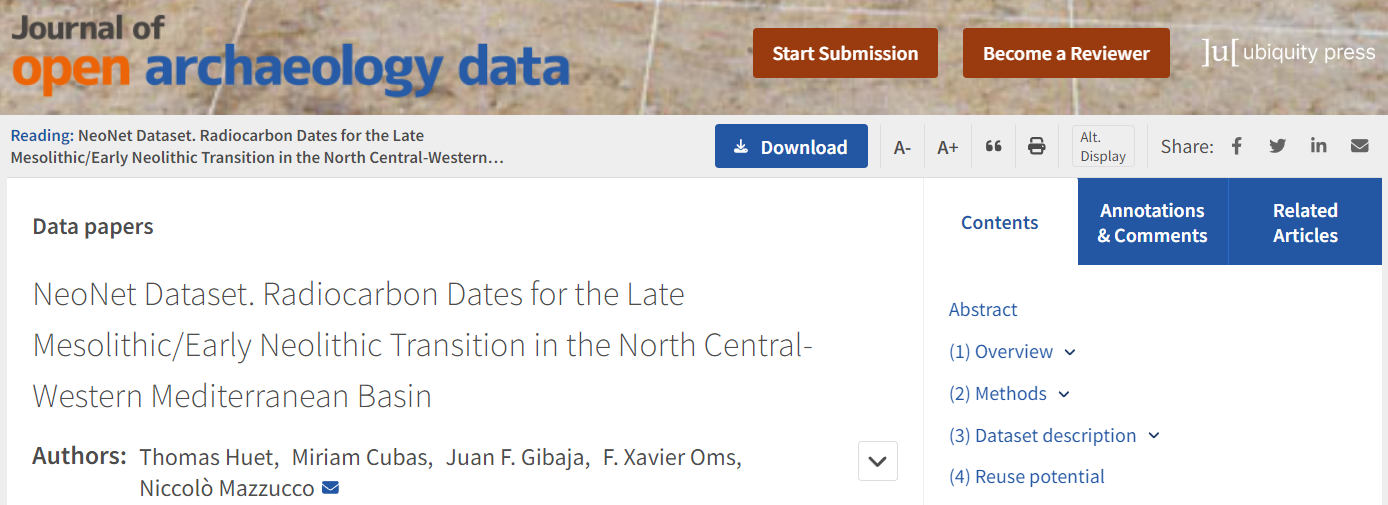 Journal of
open archaeology data
Start Submission
Become a Reviewer
]u[ ubiquity press
Reading: NeoNet Dataset. Radiocarbon Dates for the Late
Mesolithic/Early Neolithic Transition in the North Central-Western…
Download
A-
A+
Alt.
Display
Share:
Data papers
NeoNet Dataset. Radiocarbon Dates for the Late
Mesolithic/Early Neolithic Transition in the North Central-
Western Mediterranean Basin
Authors: Thomas Huet, Miriam Cubas, Juan F. Gibaja, F. Xavier Oms,
Niccolò Mazzucco
Contents
Annotations
& Comments
Related
Articles
Abstract
(1) Overview
(2) Methods
(3) Dataset description
(4) Reuse potential